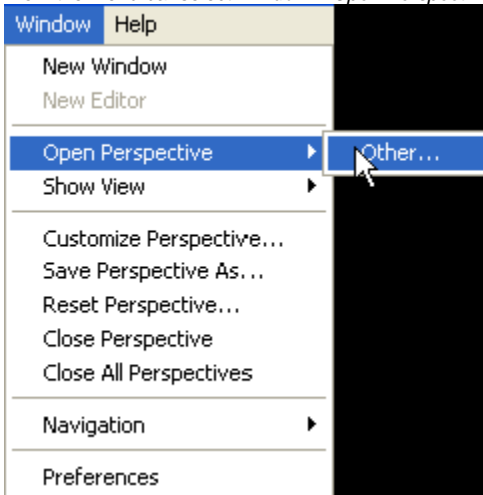 Window Help
New Window
New Editor
Open Perspective Other...
Show View
Customize Perspective...
Save Perspective As...
Reset Perspective...
Close Perspective
Close All Perspectives
Navigation
Preferences